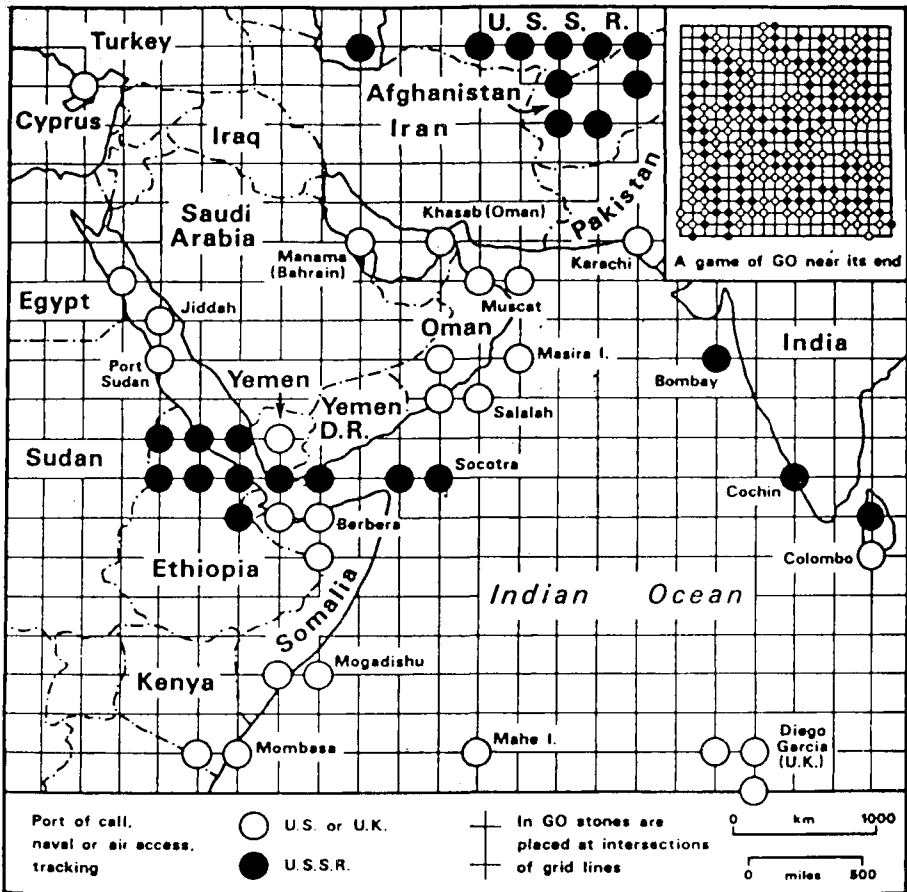 U. S. S. R.
Turkey
Afghanistan
Cyprus
Iran
Iraq
Pakistan
Saudi
Arabia
Khasab (Oman)
Manama
(Bahrain)
Karachi
A game of GO near its end
Egypt
Jiddah
Muscat
Oman
India
Port
Sudan
Masira I.
Yemen
Bombay
Yemen
D.R.
Salalah
Sudan
Socotra
Cochin
Berbera
Ethiopia
Colombo
Somalia
Indian Ocean
Kenya
Mogadishu
Mombasa
Mahe I.
Diego
Garcia
(U.K.)
Port of call,
naval or air access,
tracking
U.S. or U.K.
U.S.S.R.
In GO stones are
placed at intersections
of grid lines
0 km 1000
0 miles 500